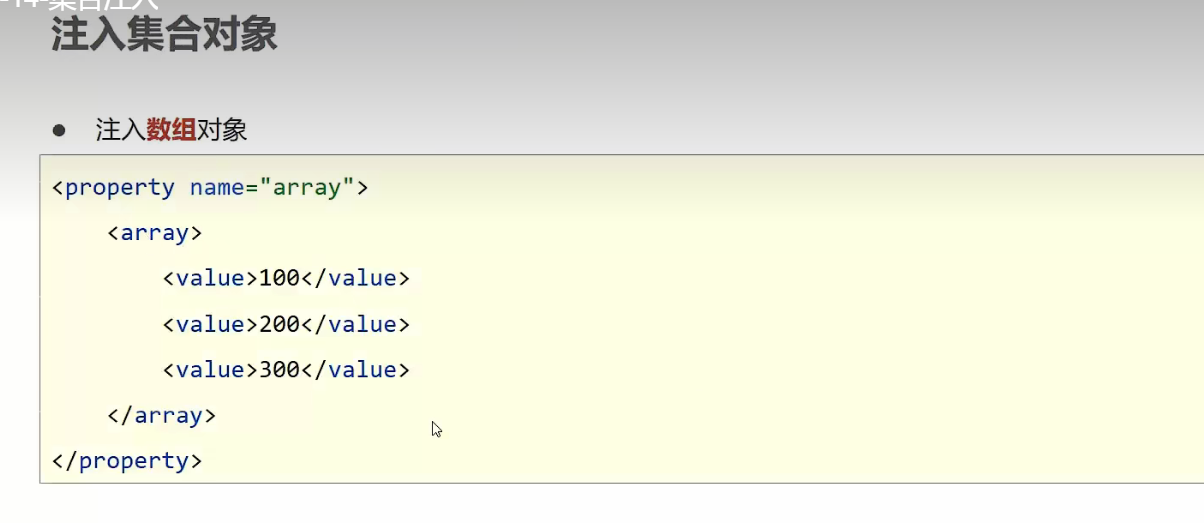 -14-集合注入
注入集合对象
● 注入数组对象
<property name="array">
    <array>
        <value>100</value>
        <value>200</value>
        <value>300</value>
    </array>
</property>